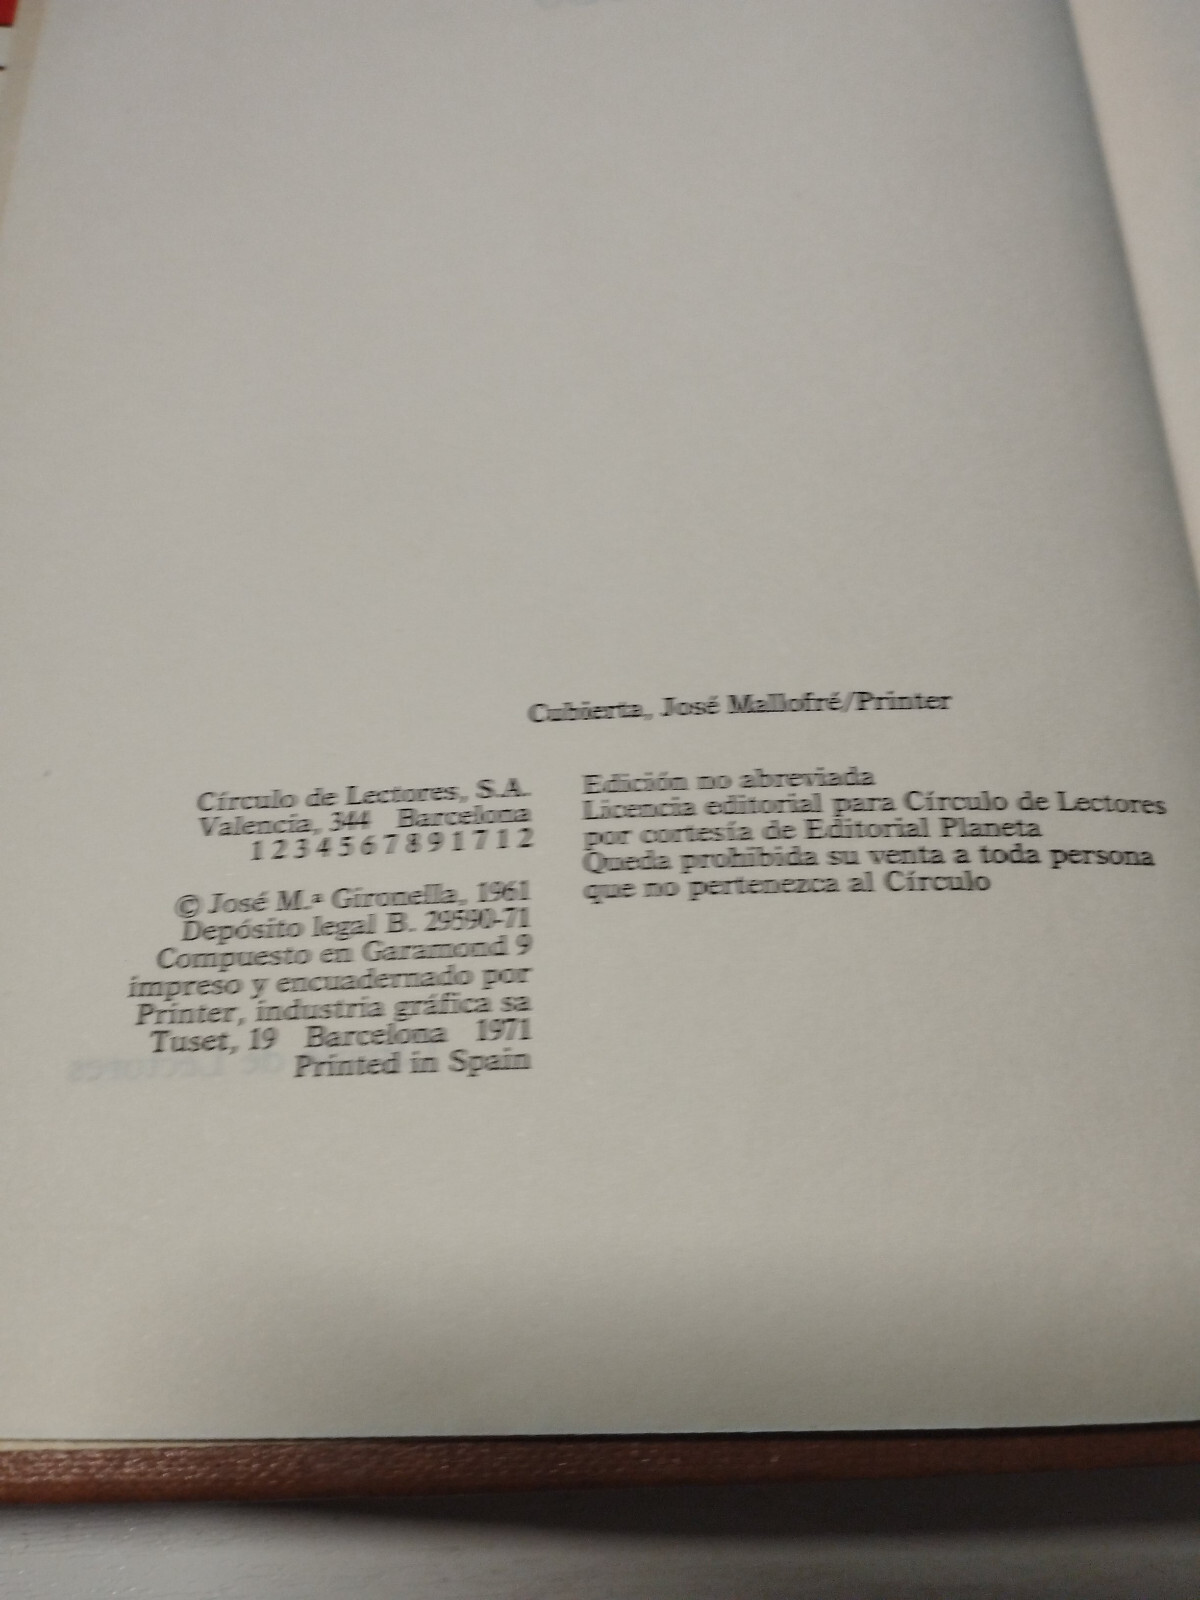 Cubierta, José Mallofré/Printer
Círculo de Lectores, S.A.
Valencia, 344 Barcelona
1 2 3 4 5 6 7 8 9 1 7 1 2
© José M.ª Gironella, 1961
Depósito legal B. 29590-71
Compuesto en Garamond 9
impreso y encuadernado por
Printer, industria gráfica sa
Tuset, 19 Barcelona 1971
Printed in Spain
Edición no abreviada
Licencia editorial para Círculo de Lectores
por cortesía de Editorial Planeta
Queda prohibida su venta a toda persona
que no pertenezca al Círculo